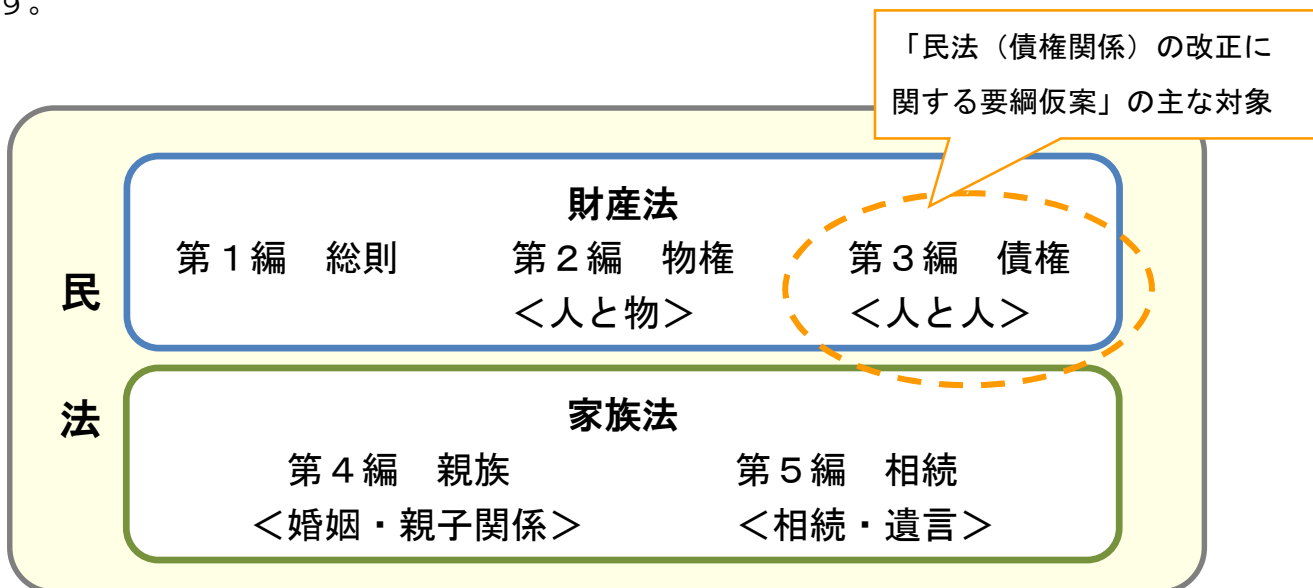 す。
「民法（債権関係）の改正に
関する要綱仮案」の主な対象
財産法
第１編　総則　第２編　物権　第３編　債権
＜人と物＞　＜人と人＞
民
法
家族法
第４編　親族　第５編　相続
＜婚姻・親子関係＞　＜相続・遺言＞